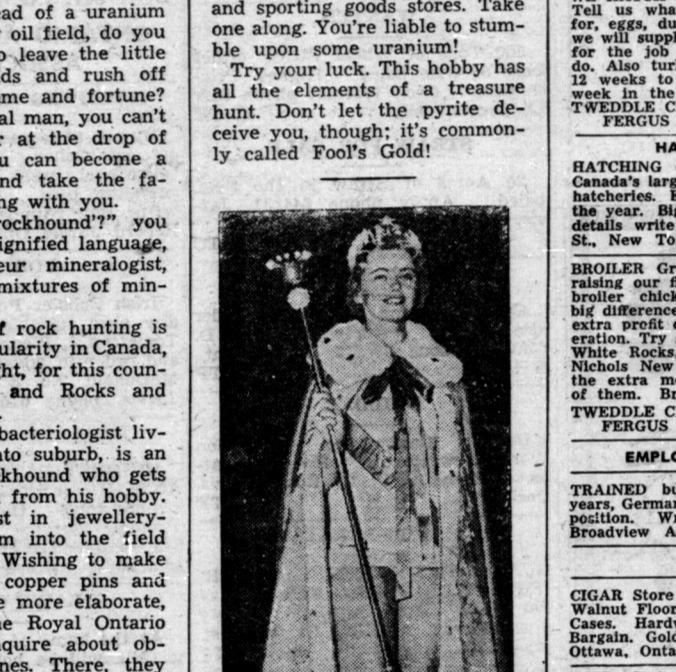 ad of a uranium
oil field, do you
leave the little
ds and rush off
me and fortune?
al man, you can't
at the drop of
u can become a
nd take the fa-
ng with you.
rockhound'?" you
ignified language,
eur mineralogist,
mixtures of min-
f rock hunting is
ularity in Canada,
ht, for this coun-
and Rocks and
bacteriologist liv-
nto suburb, is an
khound who gets
from his hobby.
st in jewellery-
m into the field
Wishing to make
copper pins and
e more elaborate,
he Royal Ontario
nquire about ob-
nes. There, they
and sporting goods stores. Take
one along. You're liable to stum-
ble upon some uranium!
Try your luck. This hobby has
all the elements of a treasure
hunt. Don't let the pyrite de-
ceive you, though; it's common-
ly called Fool's Gold!
Tell us wha
for, eggs, du
we will suppl
for the job
do. Also tur
12 weeks to
week in the
TWEDDLE C
FERGUS
HA
HATCHING
Canada's larg
hatcheries.
the year. Big
details write
St., New To
BROILER Gr
raising our fi
broiler chick
big difference
extra profit
eration. Try
White Rocks,
Nichols New
the extra m
of them. Br
TWEDDLE C
FERGUS
EMPLO
TRAINED bu
years, German
position. W
Broadview A
CIGAR Store
Walnut Floor
Cases. Hardw
Bargain. Gol
Ottawa, Onta